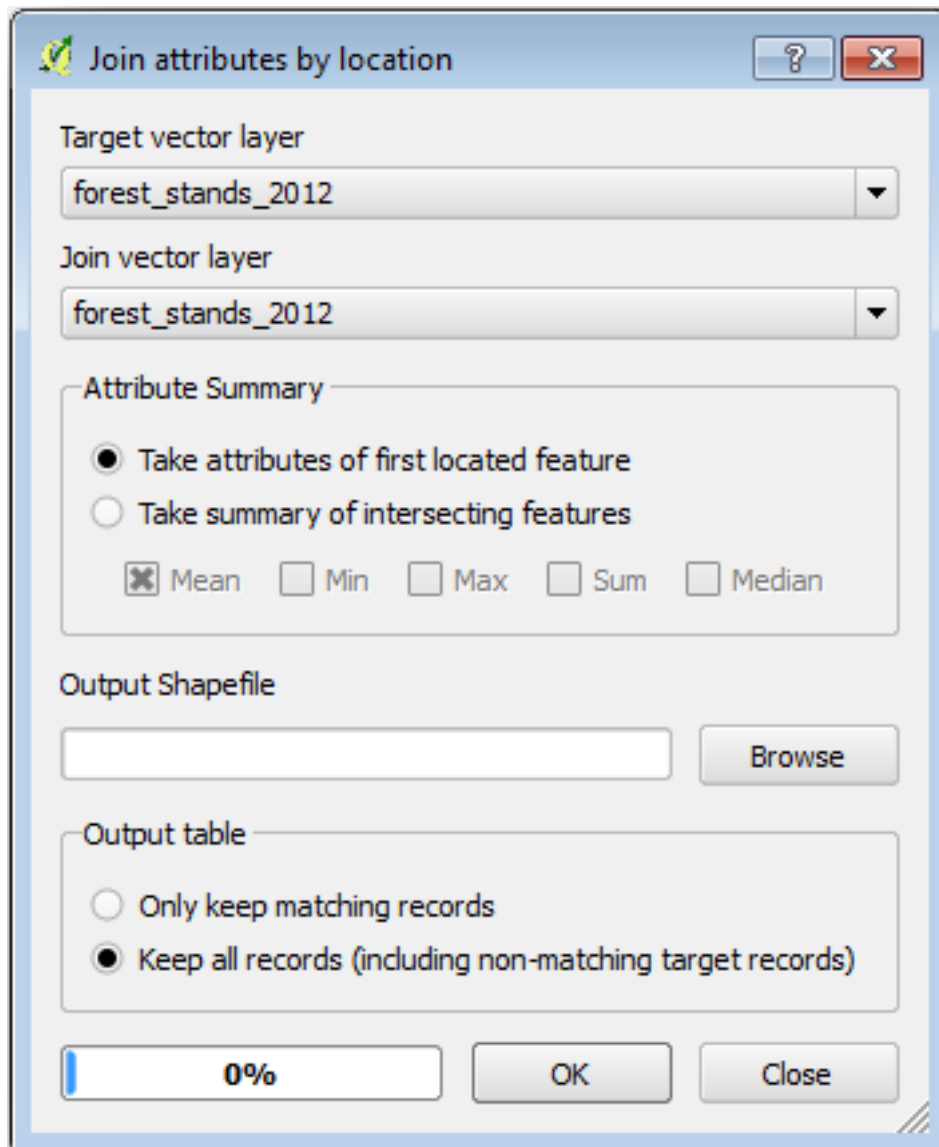 Join attributes by location
?
Target vector layer
forest_stands_2012
Join vector layer
forest_stands_2012
Attribute Summary
Take attributes of first located feature
Take summary of intersecting features
Mean Min Max Sum Median
Output Shapefile
Browse
Output table
Only keep matching records
Keep all records (including non-matching target records)
0% OK Close